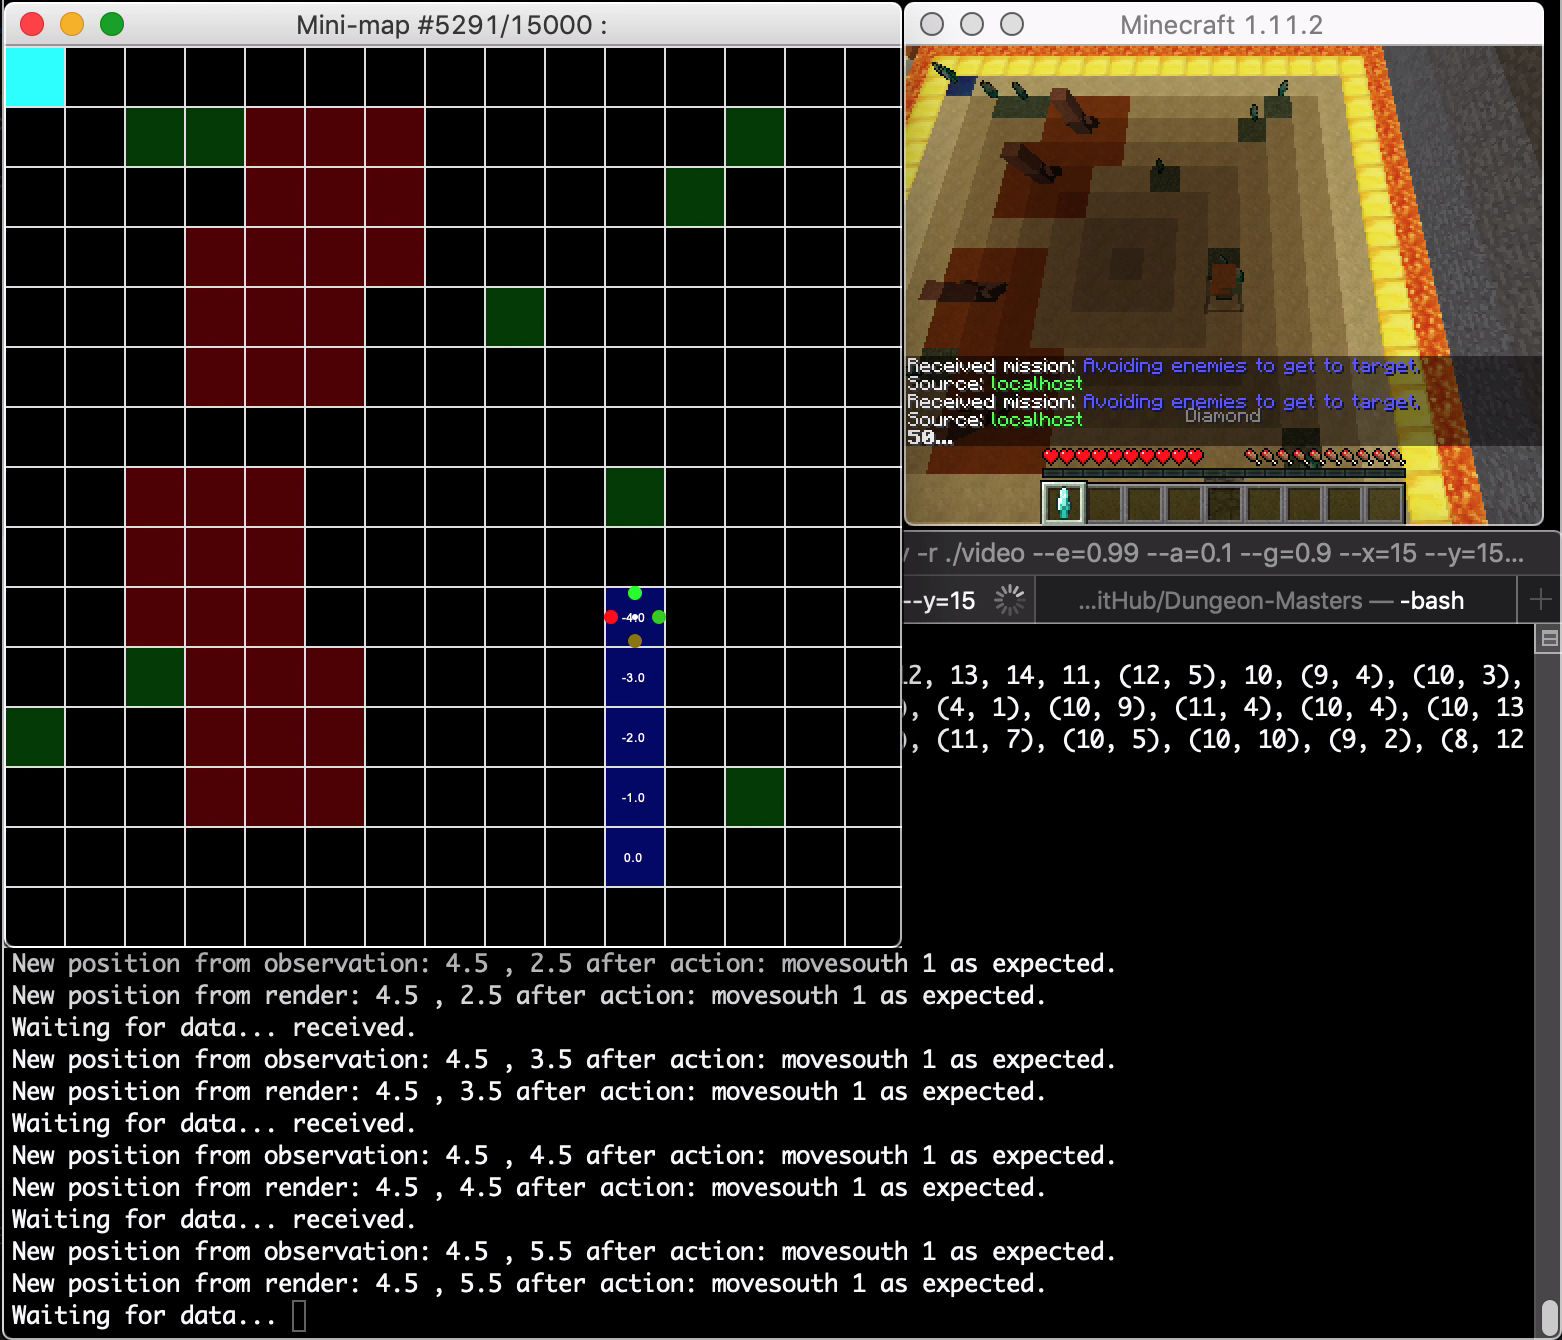 Mini-map #5291/15000 :
-3.0
-2.0
-1.0
0.0
Minecraft 1.11.2
Received mission: Avoiding enemies to get to target.
Source: localhost
Received mission: Avoiding enemies to get to target.
Source: localhost
Diamond
50...
-r ./video --e=0.99 --a=0.1 --g=0.9 --x=15 --y=15...
--y=15
...itHub/Dungeon-Masters — -bash
12, 13, 14, 11, (12, 5), 10, (9, 4), (10, 3),
), (4, 1), (10, 9), (11, 4), (10, 4), (10, 13
), (11, 7), (10, 5), (10, 10), (9, 2), (8, 12
New position from observation: 4.5 , 2.5 after action: movesouth 1 as expected.
New position from render: 4.5 , 2.5 after action: movesouth 1 as expected.
Waiting for data... received.
New position from observation: 4.5 , 3.5 after action: movesouth 1 as expected.
New position from render: 4.5 , 3.5 after action: movesouth 1 as expected.
Waiting for data... received.
New position from observation: 4.5 , 4.5 after action: movesouth 1 as expected.
New position from render: 4.5 , 4.5 after action: movesouth 1 as expected.
Waiting for data... received.
New position from observation: 4.5 , 5.5 after action: movesouth 1 as expected.
New position from render: 4.5 , 5.5 after action: movesouth 1 as expected.
Waiting for data...